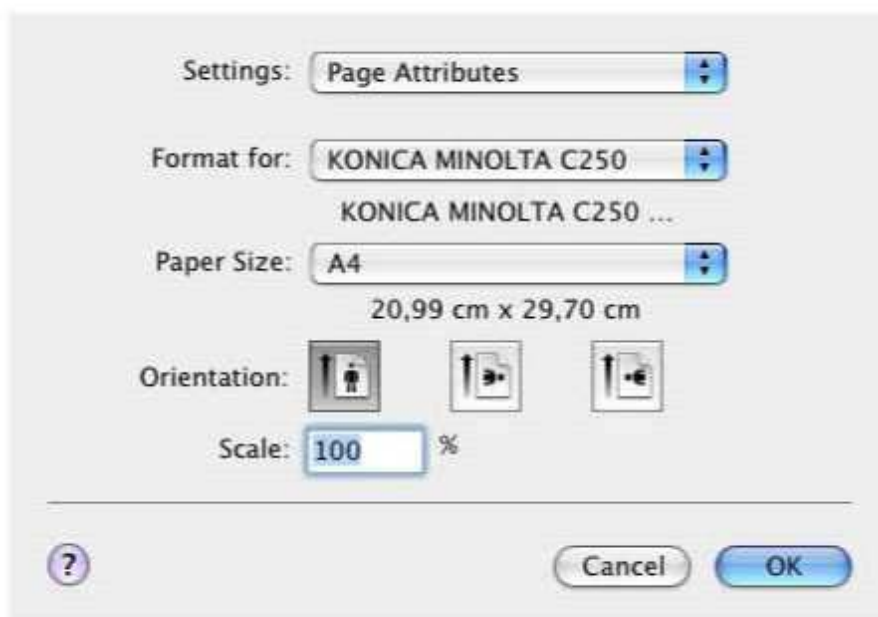 Settings: Page Attributes
Format for: KONICA MINOLTA C250
KONICA MINOLTA C250 ...
Paper Size: A4
20,99 cm x 29,70 cm
Orientation:
Scale: 100 %
? Cancel OK